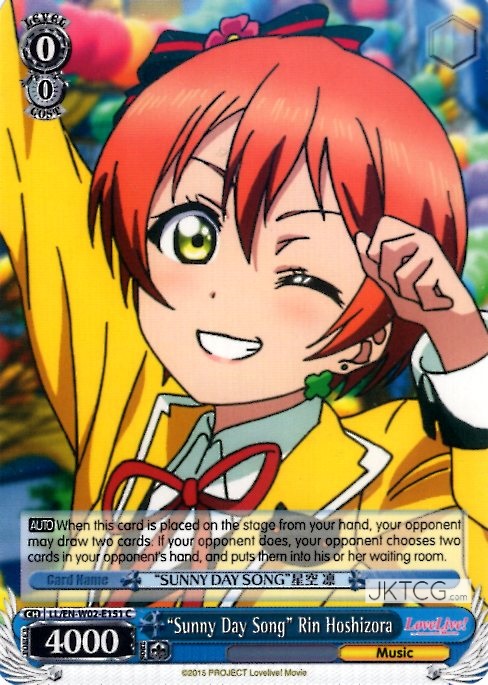 LEVEL
0
0
COST
AUTO When this card is placed on the stage from your hand, your opponent
may draw two cards. If your opponent does, your opponent chooses two
cards in your opponent's hand, and puts them into his or her waiting room.
Card Name "SUNNY DAY SONG"星空 凛
JKTCG.com
CH LL/EN-W02-E151 C
POWER 4000 SOUL "Sunny Day Song" Rin Hoshizora LoveLive!
Music
©2015 PROJECT Lovelive! Movie